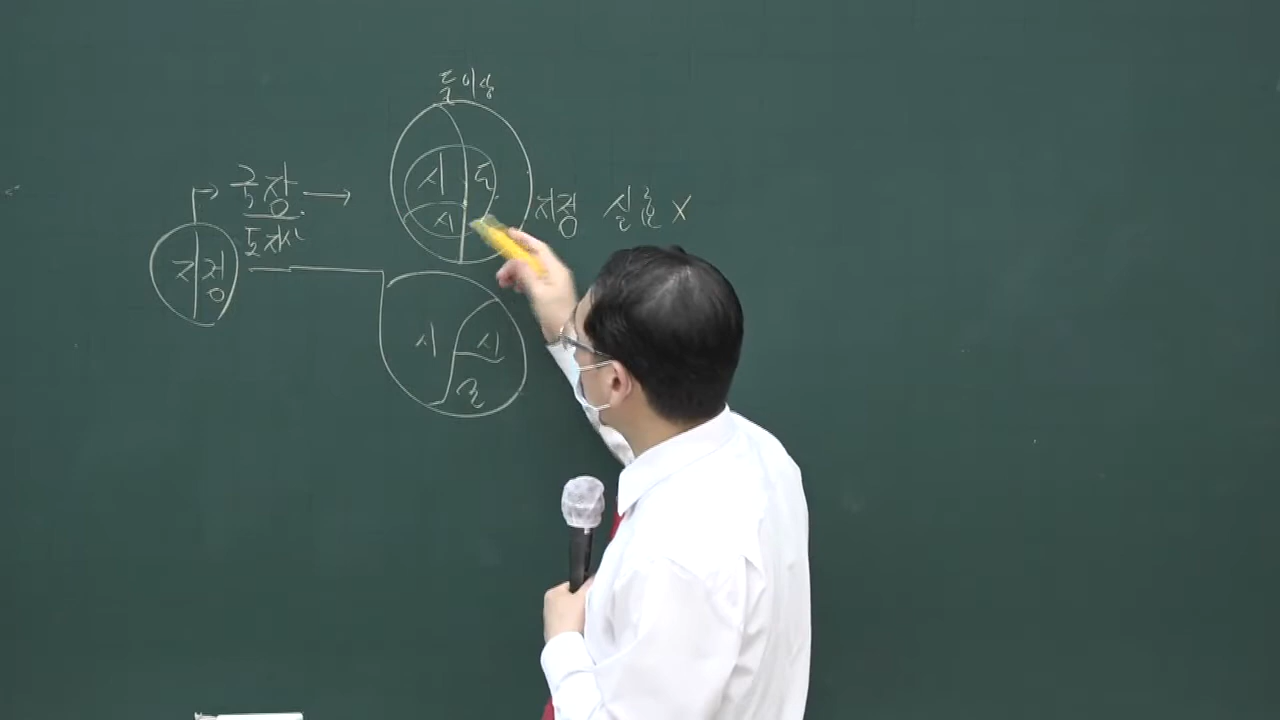 둘이상
국장
도지사
지정
시 도
시
지정 실효 X
시 시
도